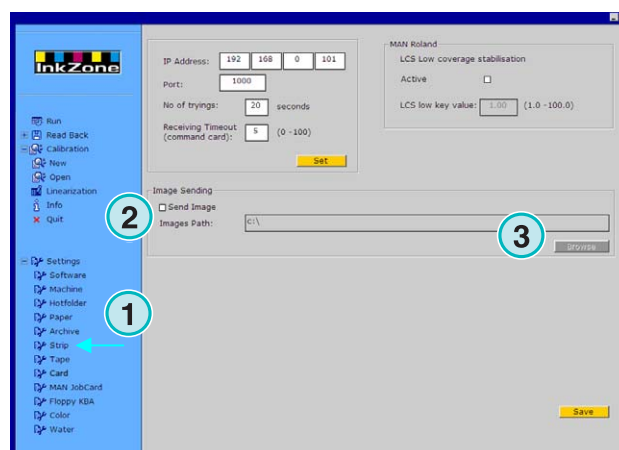 InkZone
Run
Read Back
Calibration
New
Open
Linearization
Info
Quit
Settings
Software
Machine
Hotfolder
Paper
Archive
Strip
Tape
Card
MAN JobCard
Floppy KBA
Color
Water
1
IP Address: 192 168 0 101
Port: 1000
No of tryings: 20 seconds
Receiving Timeout
(command card): 5 (0 -100)
Set
MAN Roland
LCS Low coverage stabilisation
Active
LCS low key value: 1.00 (1.0 -100.0)
Image Sending
2
Send Image
Images Path: c:\
3
Browse
Save